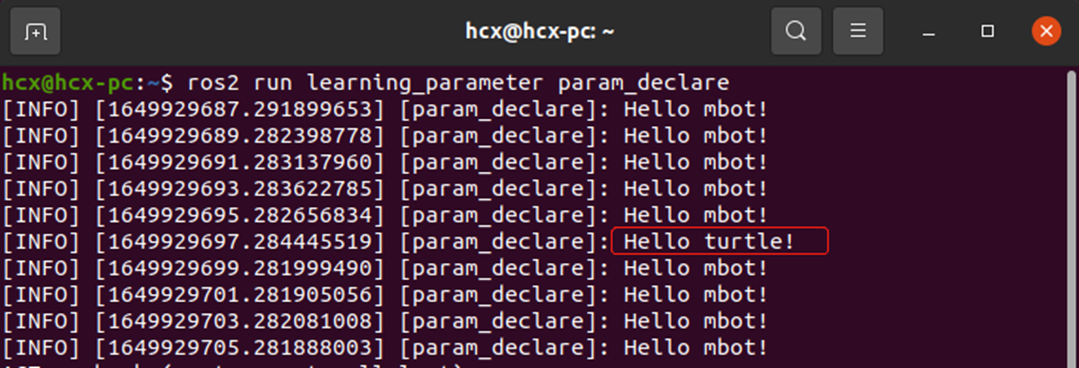 hcx@hcx-pc: ~
hcx@hcx-pc:~$ ros2 run learning_parameter param_declare
[INFO] [1649929687.291899653] [param_declare]: Hello mbot!
[INFO] [1649929689.282398778] [param_declare]: Hello mbot!
[INFO] [1649929691.283137960] [param_declare]: Hello mbot!
[INFO] [1649929693.283622785] [param_declare]: Hello mbot!
[INFO] [1649929695.282656834] [param_declare]: Hello mbot!
[INFO] [1649929697.284445519] [param_declare]: Hello turtle!
[INFO] [1649929699.281999490] [param_declare]: Hello mbot!
[INFO] [1649929701.281905056] [param_declare]: Hello mbot!
[INFO] [1649929703.282081008] [param_declare]: Hello mbot!
[INFO] [1649929705.281888003] [param_declare]: Hello mbot!